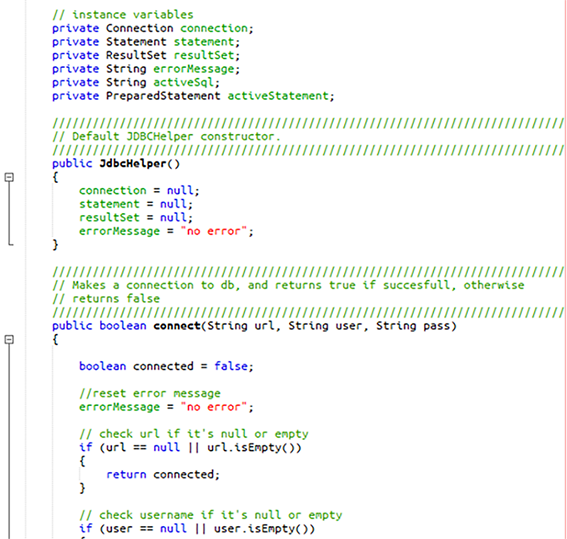 // instance variables
private Connection connection;
private Statement statement;
private ResultSet resultSet;
private String errorMessage;
private String activeSql;
private PreparedStatement activeStatement;
////////////////////////////////////////////////////////////////////////////
// Default JDBCHelper constructor.
////////////////////////////////////////////////////////////////////////////
public JdbcHelper()
{
connection = null;
statement = null;
resultSet = null;
errorMessage = "no error";
}
////////////////////////////////////////////////////////////////////////////
// Makes a connection to db, and returns true if succesfull, otherwise
// returns false
////////////////////////////////////////////////////////////////////////////
public boolean connect(String url, String user, String pass)
{
boolean connected = false;
//reset error message
errorMessage = "no error";
// check url if it's null or empty
if (url == null || url.isEmpty())
{
return connected;
}
// check username if it's null or empty
if (user == null || user.isEmpty())
{